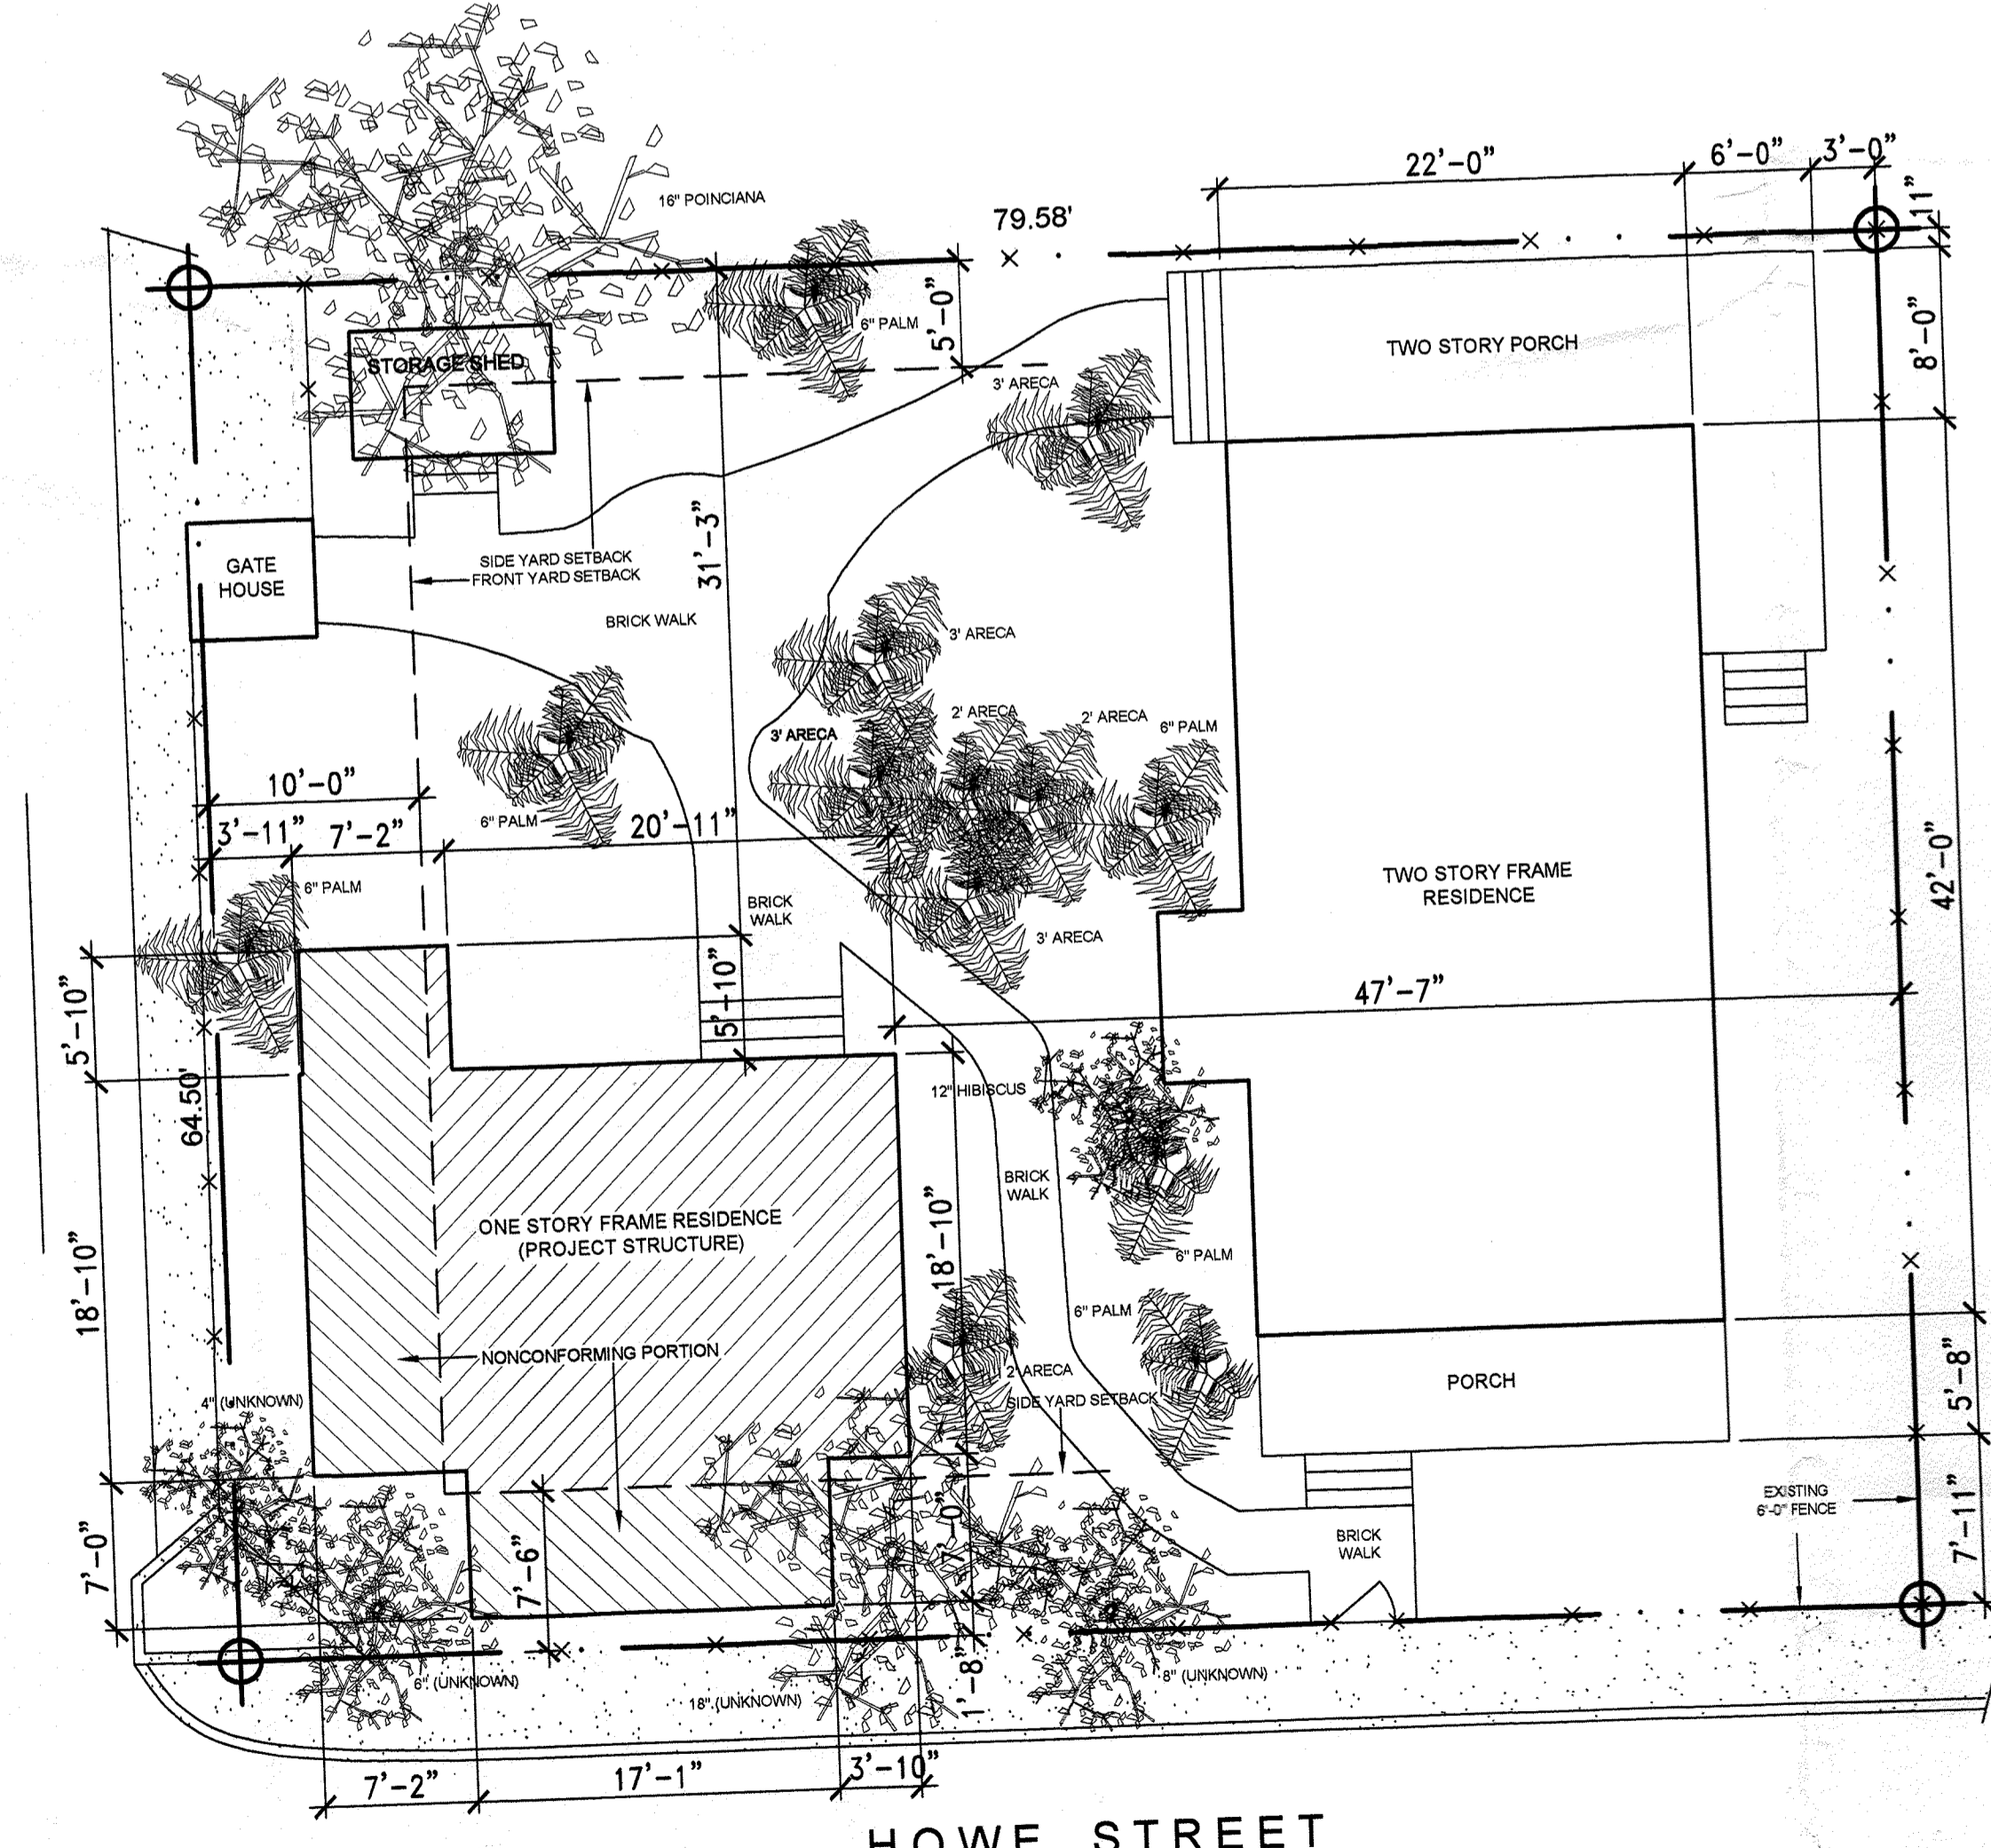 22'-0"
6'-0"
3'-0"
11"
16" POINCIANA
79.58'
5'-0"
6" PALM
STORAGE SHED
3' ARECA
TWO STORY PORCH
8'-0"
GATE
HOUSE
SIDE YARD SETBACK
FRONT YARD SETBACK
31'-3"
BRICK WALK
3' ARECA
2' ARECA
2' ARECA
6" PALM
3' ARECA
10'-0"
3'-11"
7'-2"
6" PALM
20'-11"
6" PALM
BRICK
WALK
3' ARECA
TWO STORY FRAME
RESIDENCE
42'-0"
47'-7"
5'-10"
5'-10"
64.50'
12" HIBISCUS
BRICK
WALK
18'-10"
18'-10"
ONE STORY FRAME RESIDENCE
(PROJECT STRUCTURE)
6" PALM
6" PALM
NONCONFORMING PORTION
2' ARECA
SIDE YARD SETBACK
PORCH
5'-8"
4" (UNKNOWN)
EXISTING
6'-0" FENCE
BRICK
WALK
7'-11"
7'-0"
7'-6"
7'-0"
1'-8"
6" (UNKNOWN)
18" (UNKNOWN)
8" (UNKNOWN)
7'-2"
17'-1"
3'-10"
HOWE STREET